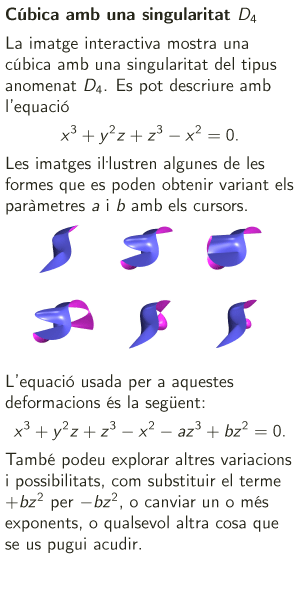 Cúbica amb una singularitat D₄
La imatge interactiva mostra una
cúbica amb una singularitat del tipus
anomenat D₄. Es pot descriure amb
l'equació
x³ + y²z + z³ − x² = 0.
Les imatges il·lustren algunes de les
formes que es poden obtenir variant els
paràmetres a i b amb els cursors.
L'equació usada per a aquestes
deformacions és la següent:
x³ + y²z + z³ − x² − az³ + bz² = 0.
També podeu explorar altres variacions
i possibilitats, com substituir el terme
+bz² per −bz², o canviar un o més
exponents, o qualsevol altra cosa que
se us pugui acudir.